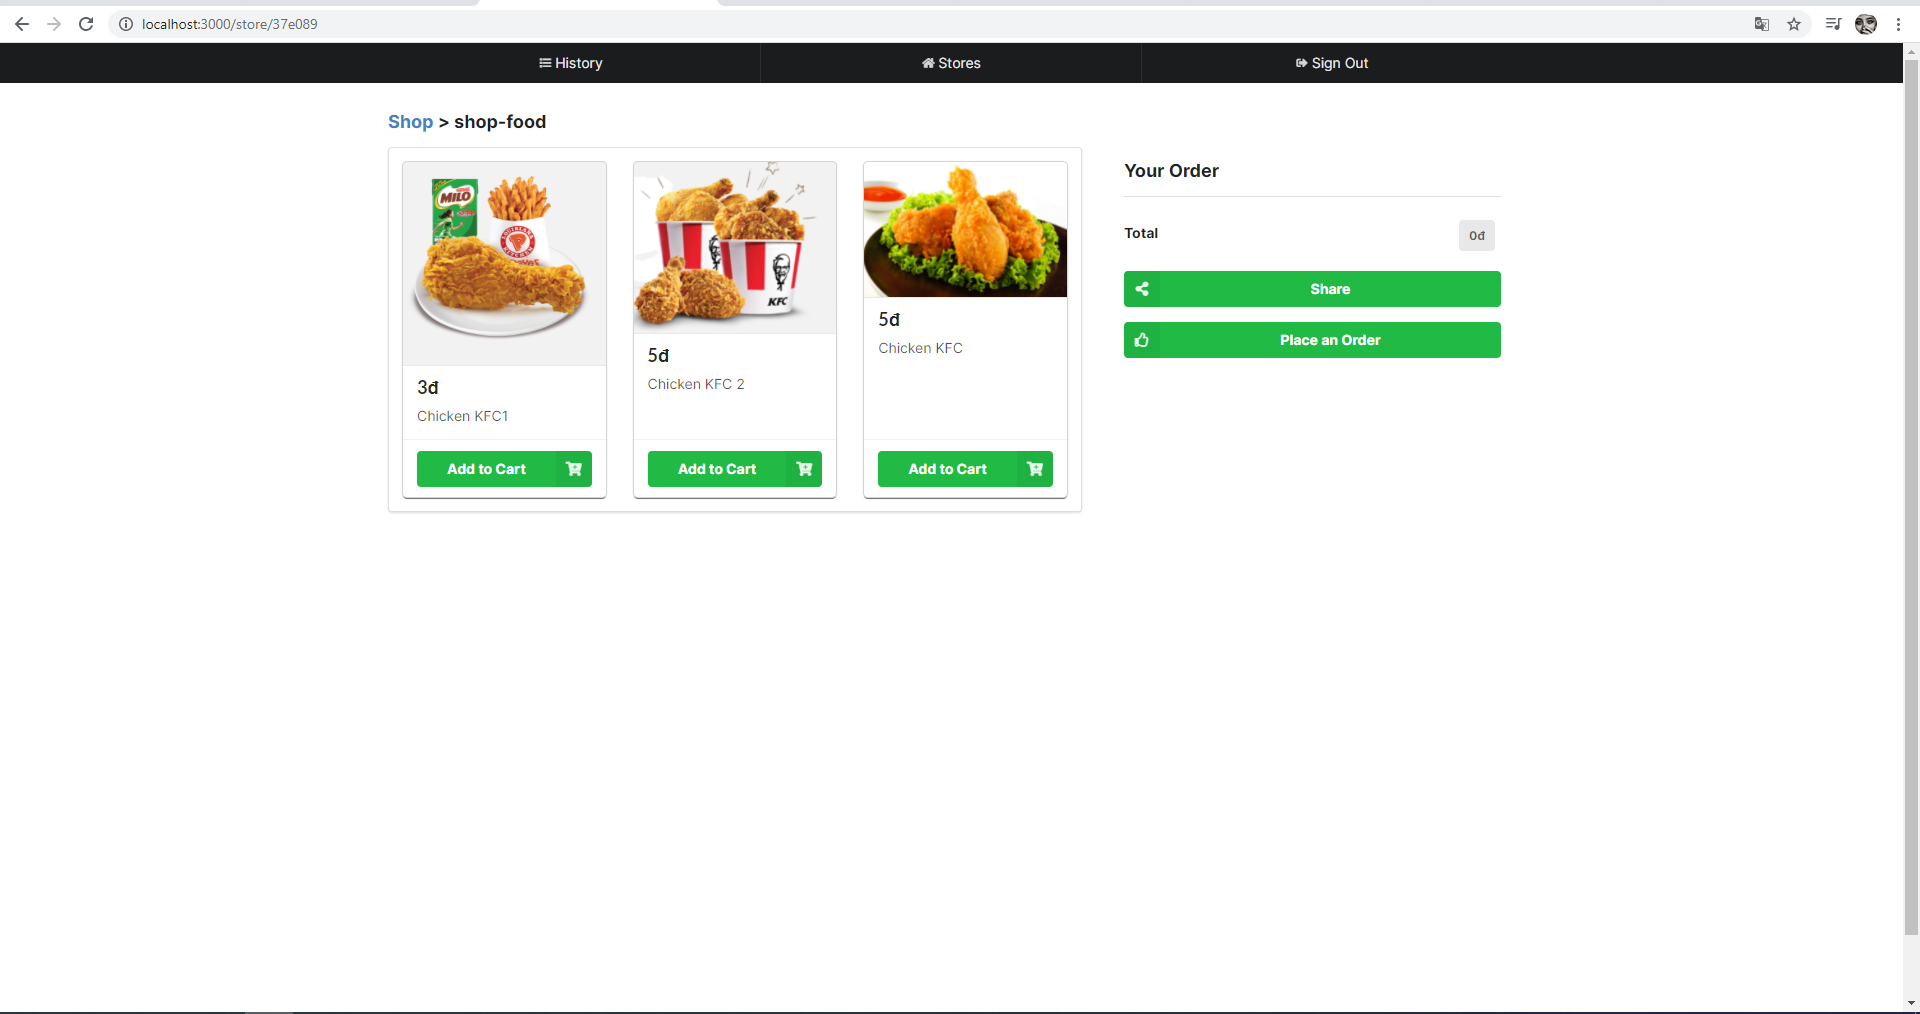 localhost:3000/store/37e089
History
Stores
Sign Out
Shop > shop-food
MILO
KFC
3đ
Chicken KFC1
5đ
Chicken KFC 2
5đ
Chicken KFC
Add to Cart
Add to Cart
Add to Cart
Your Order
Total
0đ
Share
Place an Order